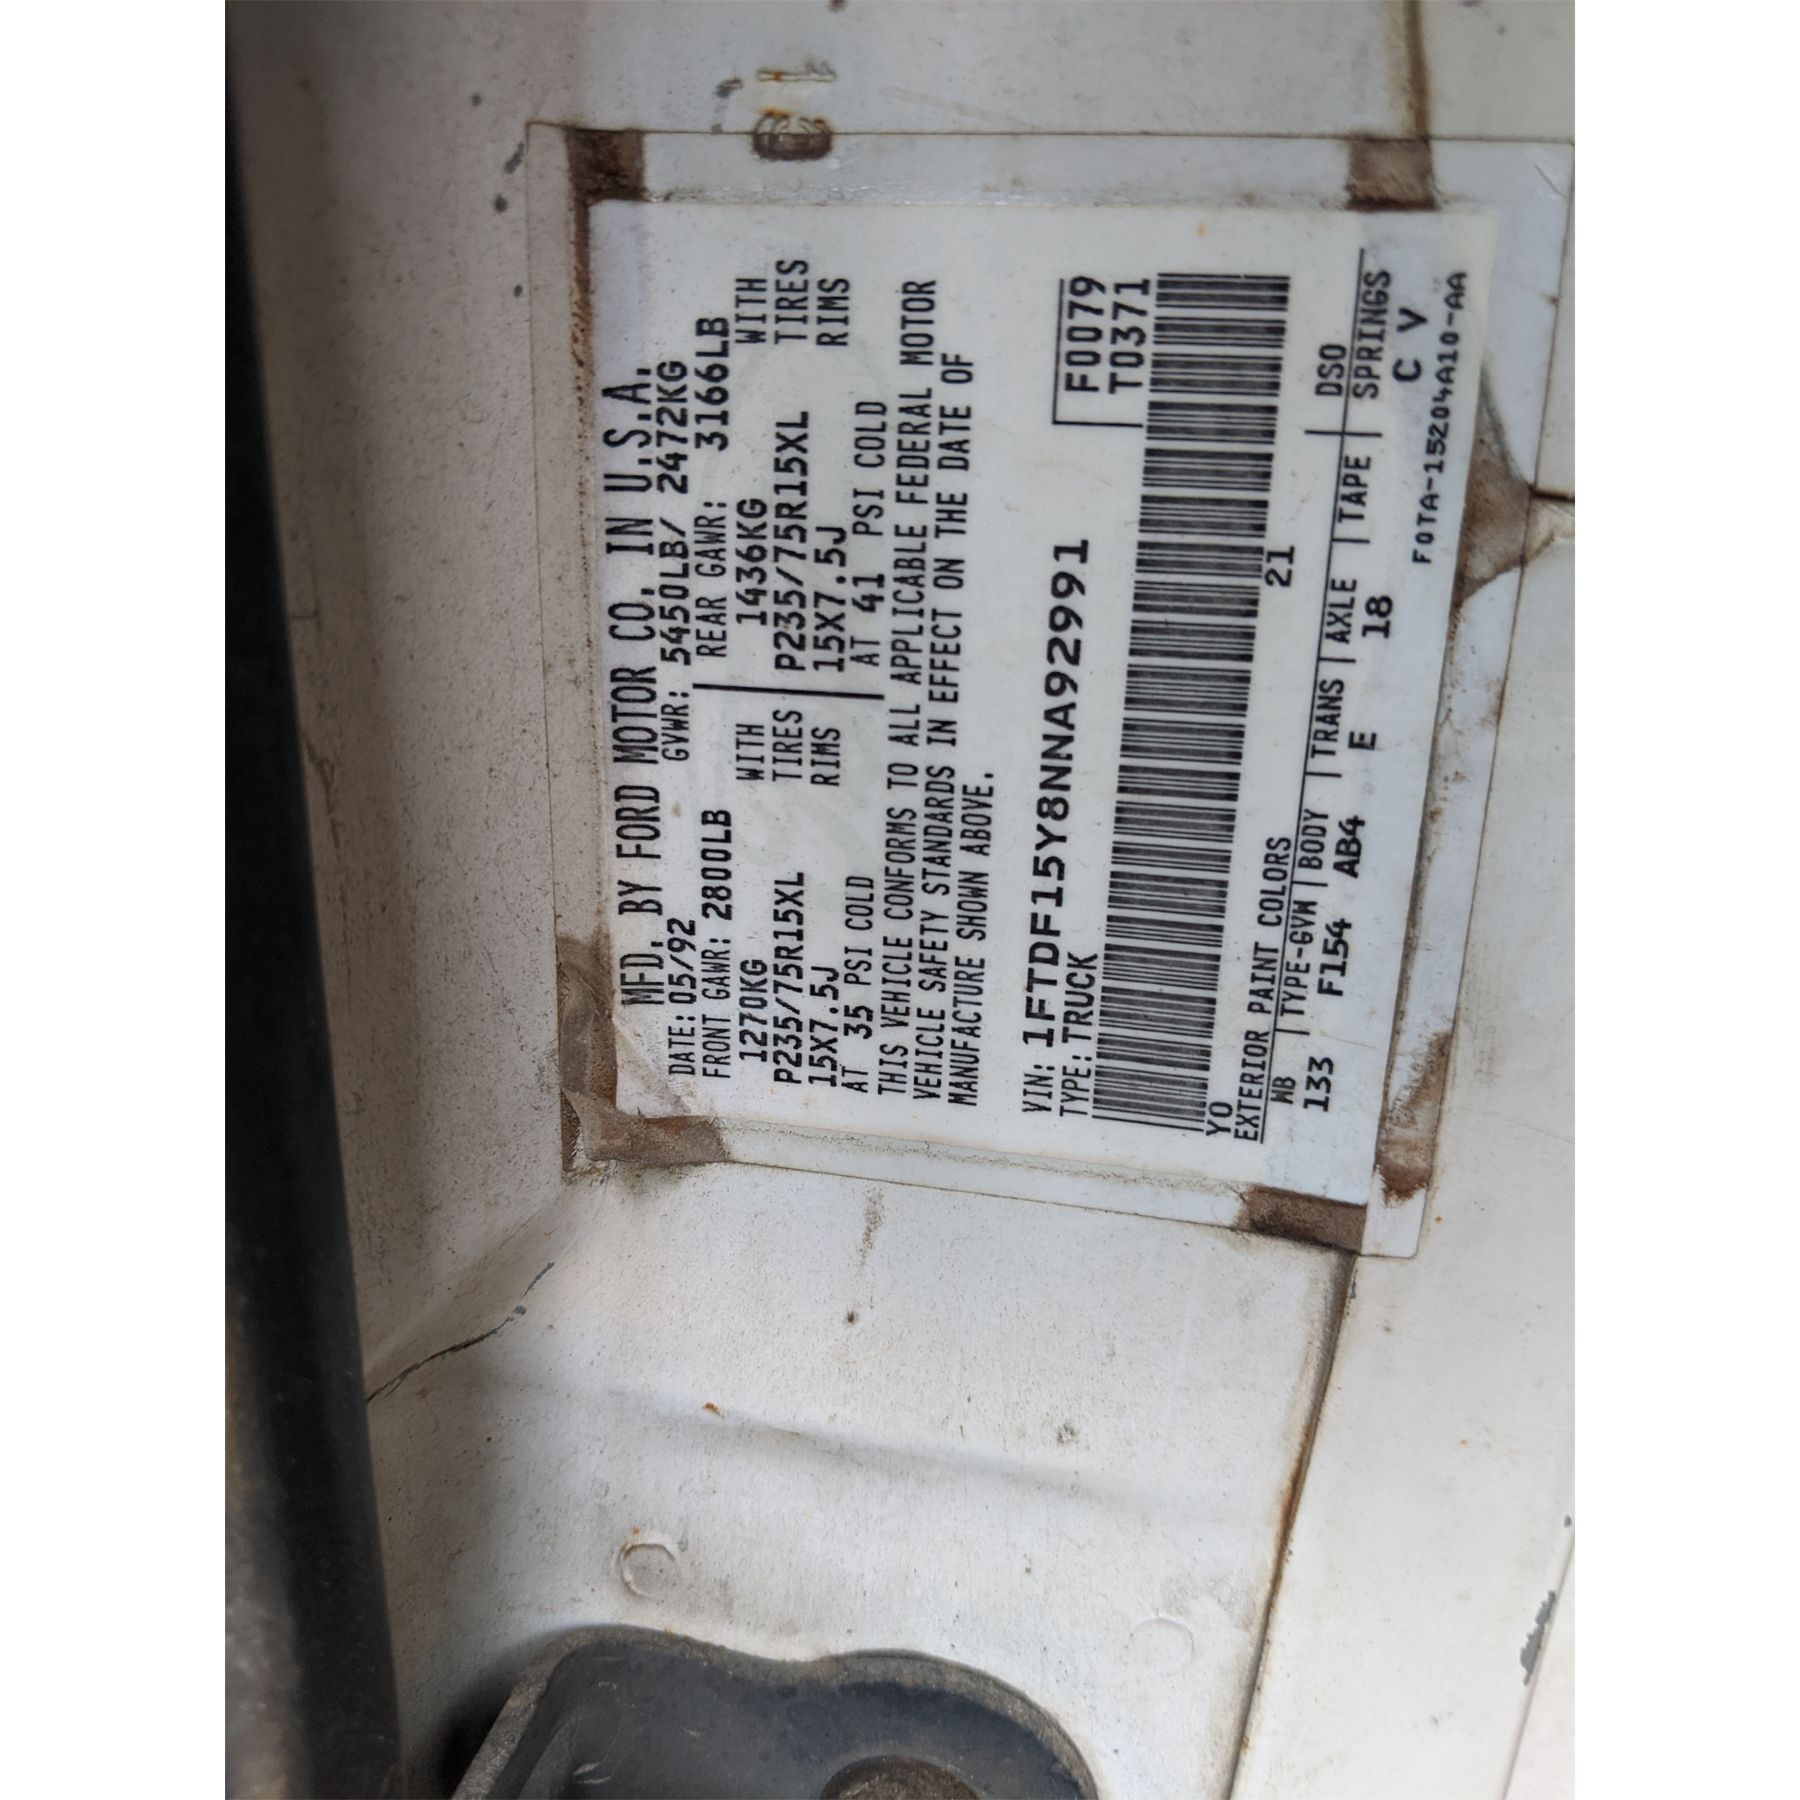 MFD. BY FORD MOTOR CO. IN U.S.A.
DATE: 05/92 GVWR: 5450LB/ 2472KG
FRONT GAWR: 2800LB REAR GAWR: 3166LB
1270KG WITH 1436KG WITH
P235/75R15XL TIRES P235/75R15XL TIRES
15X7.5J RIMS 15X7.5J RIMS
AT 35 PSI COLD AT 41 PSI COLD
THIS VEHICLE CONFORMS TO ALL APPLICABLE FEDERAL MOTOR
VEHICLE SAFETY STANDARDS IN EFFECT ON THE DATE OF
MANUFACTURE SHOWN ABOVE.
F0079
VIN: 1FTDF15Y8NNA92991 T0371
TYPE: TRUCK
YO 21
EXTERIOR PAINT COLORS DSO
WB TYPE-GVW BODY TRANS AXLE TAPE SPRINGS
133 F154 AB4 E 18 C V
F0TA-15204A10-AA